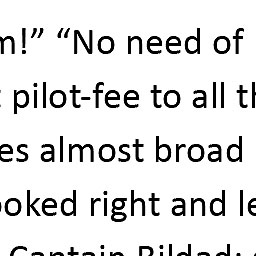 m!” “No need of
pilot-fee to all th
es almost broad
ooked right and le
Captain Bildad;